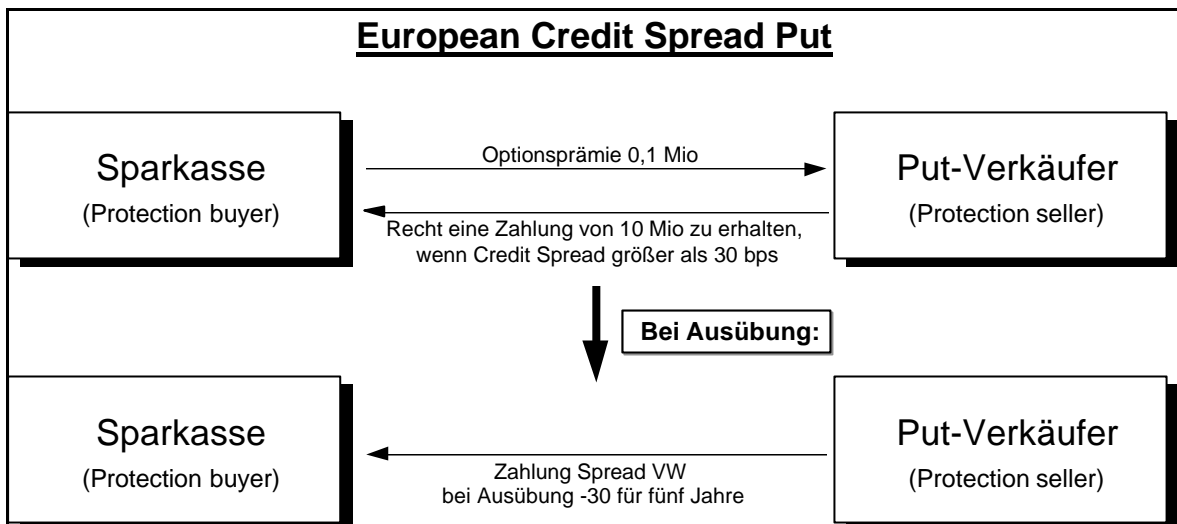 European Credit Spread Put
Sparkasse
(Protection buyer)
Optionsprämie 0,1 Mio
Recht eine Zahlung von 10 Mio zu erhalten,
wenn Credit Spread größer als 30 bps
Put-Verkäufer
(Protection seller)
Bei Ausübung:
Sparkasse
(Protection buyer)
Zahlung Spread VW
bei Ausübung -30 für fünf Jahre
Put-Verkäufer
(Protection seller)